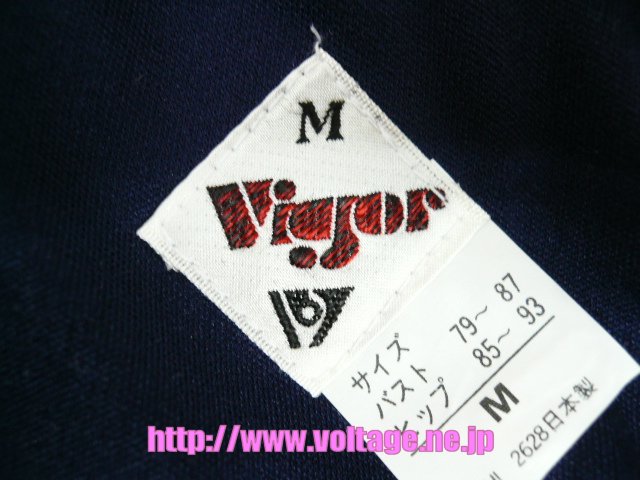 M
Vigor
サイズ
バスト 79～87
ヒップ 85～93
M
2628日本製
http://www.voltage.ne.jp